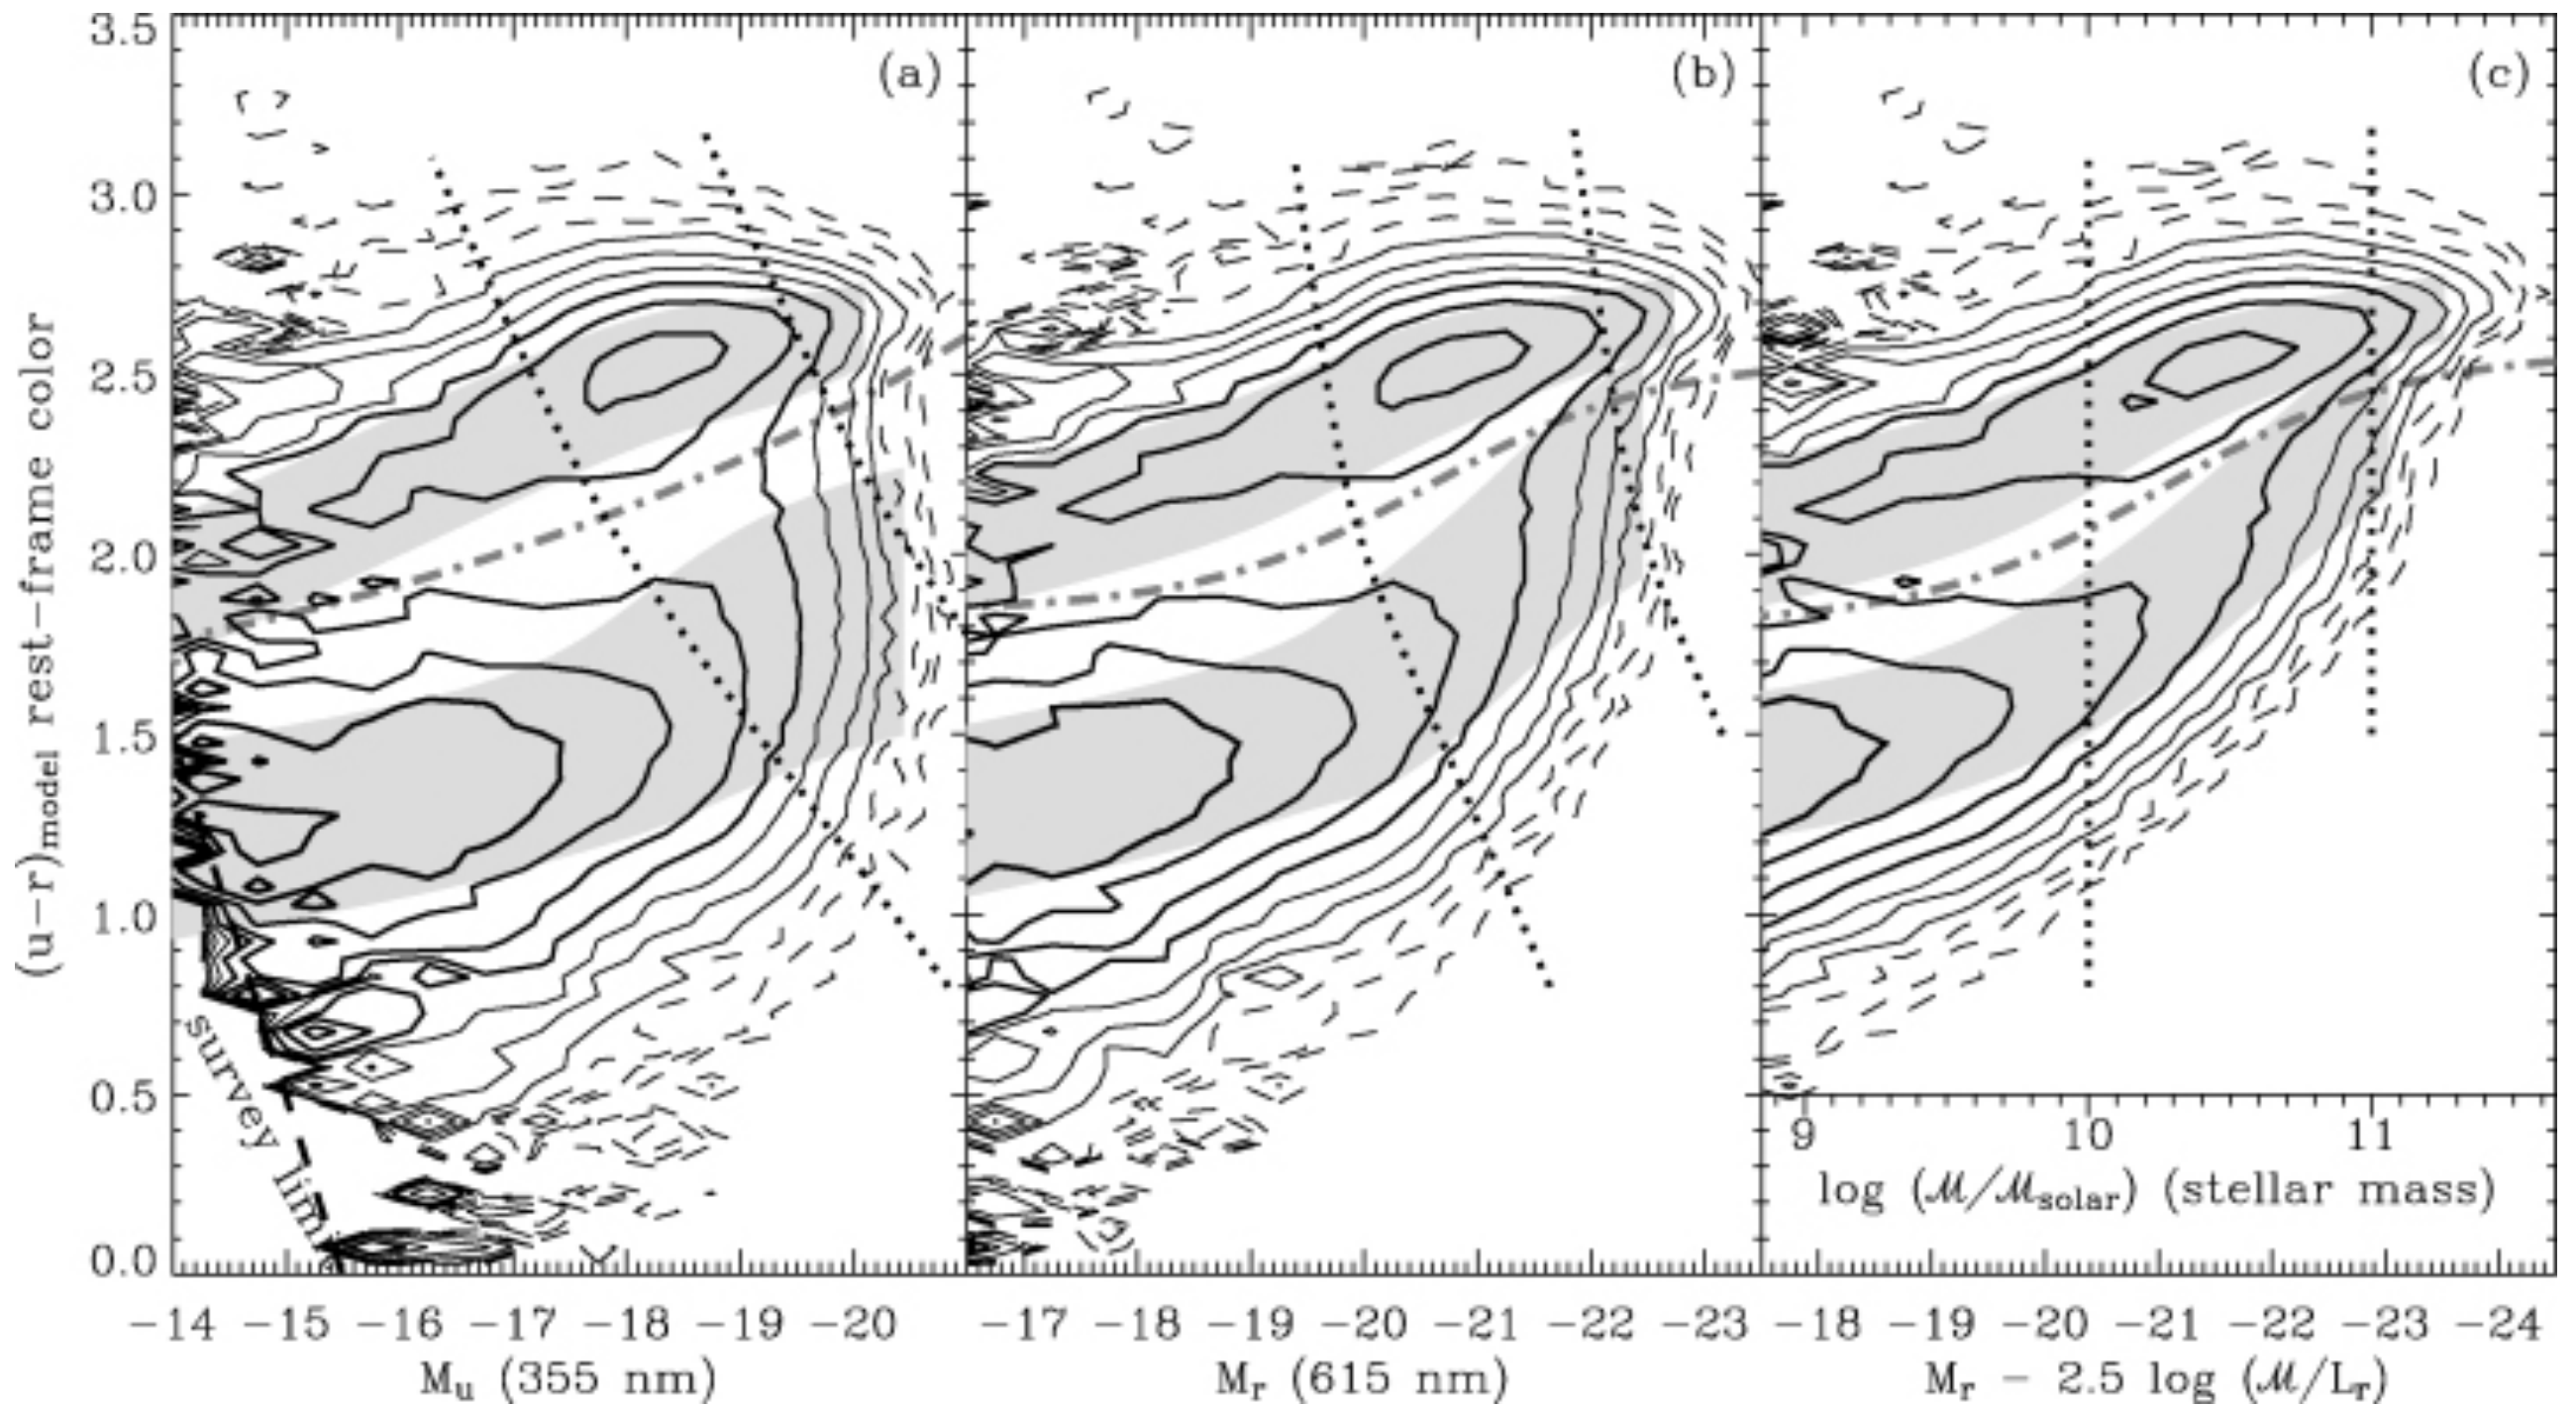 (u−r)model rest−frame color
3.5
3.0
2.5
2.0
1.5
1.0
0.5
0.0
(a)
(b)
(c)
survey limit
9 10 11
log (ℳ/ℳsolar) (stellar mass)
−14 −15 −16 −17 −18 −19 −20
−17 −18 −19 −20 −21 −22 −23
−18 −19 −20 −21 −22 −23 −24
Mu (355 nm)
Mr (615 nm)
Mr − 2.5 log (ℳ/Lr)